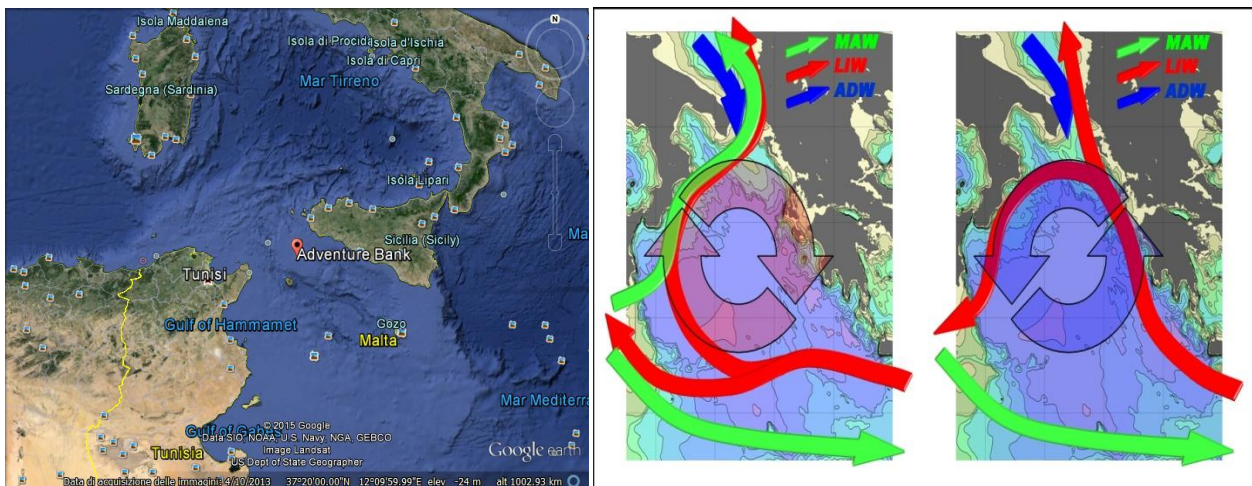 Isola Maddalena
Isola di Procida
Isola d'Ischia
Isola di Capri
Mar Tirreno
Sardegna (Sardinia)
Isola Lipari
Sicilia (Sicily)
Adventure Bank
Tunisi
Gulf of Hammamet
Gozo
Malta
Mar Mediterra
Gulf of Gabes
Tunisia
© 2015 Google
Data SIO, NOAA, U.S. Navy, NGA, GEBCO
Image Landsat
US Dept of State Geographer
Google earth
Data di acquisizione delle immagini: 4/10/2013 37°20'00.00"N 12°09'59.99"E elev -24 m alt 1002.93 km
N
Ma
MAW
LIW
ADW
MAW
LIW
ADW